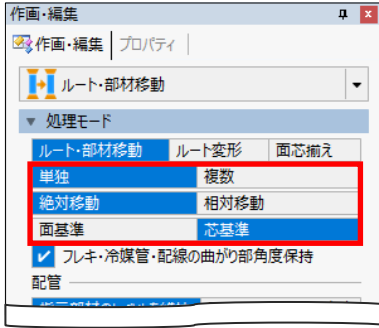 作画・編集
作画・編集 プロパティ
ルート・部材移動
処理モード
ルート・部材移動 ルート変形 面芯揃え
単独 複数
絶対移動 相対移動
面基準 芯基準
フレキ・冷媒管・配線の曲がり部角度保持
配管